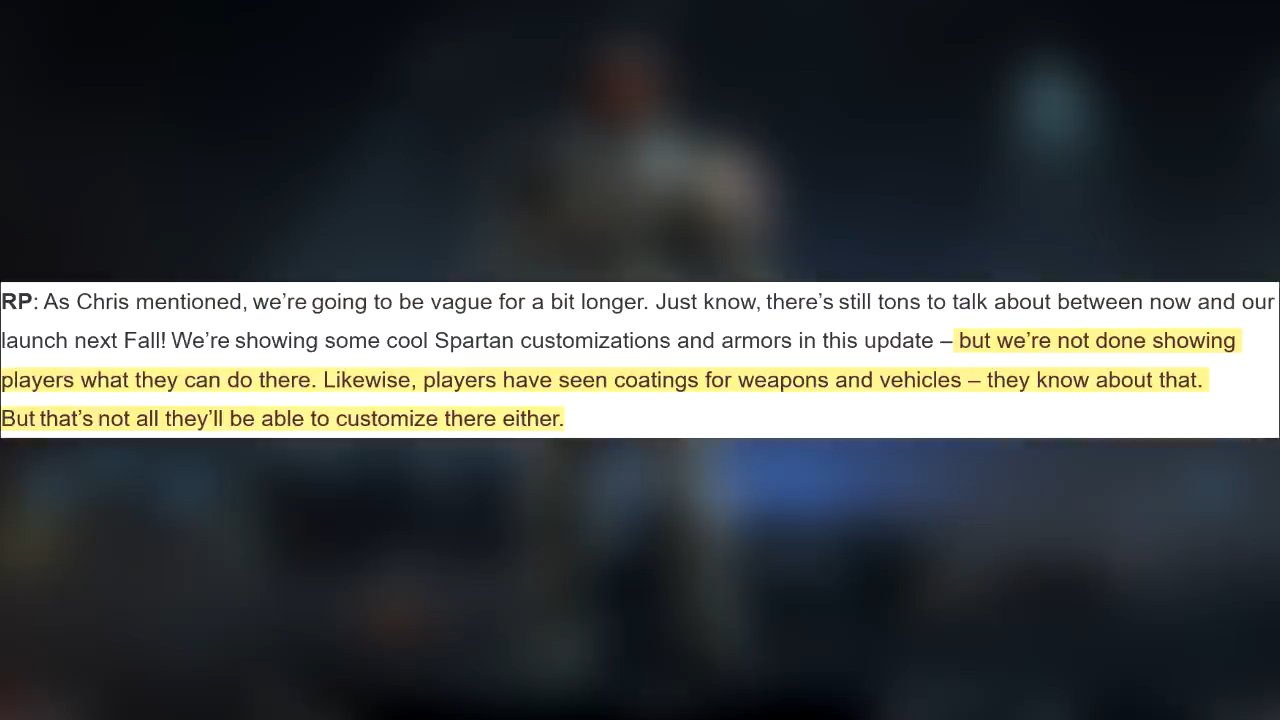 RP: As Chris mentioned, we’re going to be vague for a bit longer. Just know, there’s still tons to talk about between now and our
launch next Fall! We’re showing some cool Spartan customizations and armors in this update – but we’re not done showing
players what they can do there. Likewise, players have seen coatings for weapons and vehicles – they know about that.
But that’s not all they’ll be able to customize there either.